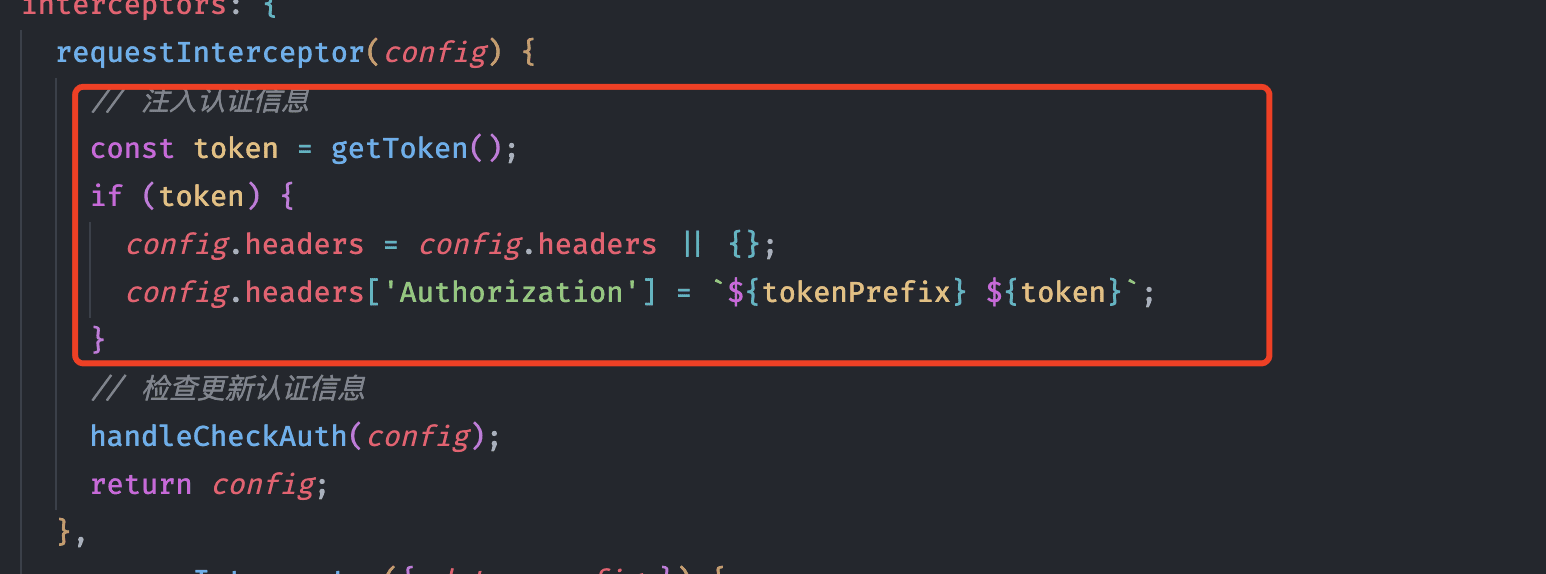 interceptors: {
requestInterceptor(config) {
// 注入认证信息
const token = getToken();
if (token) {
config.headers = config.headers || {};
config.headers['Authorization'] = `${tokenPrefix} ${token}`;
}
// 检查更新认证信息
handleCheckAuth(config);
return config;
},